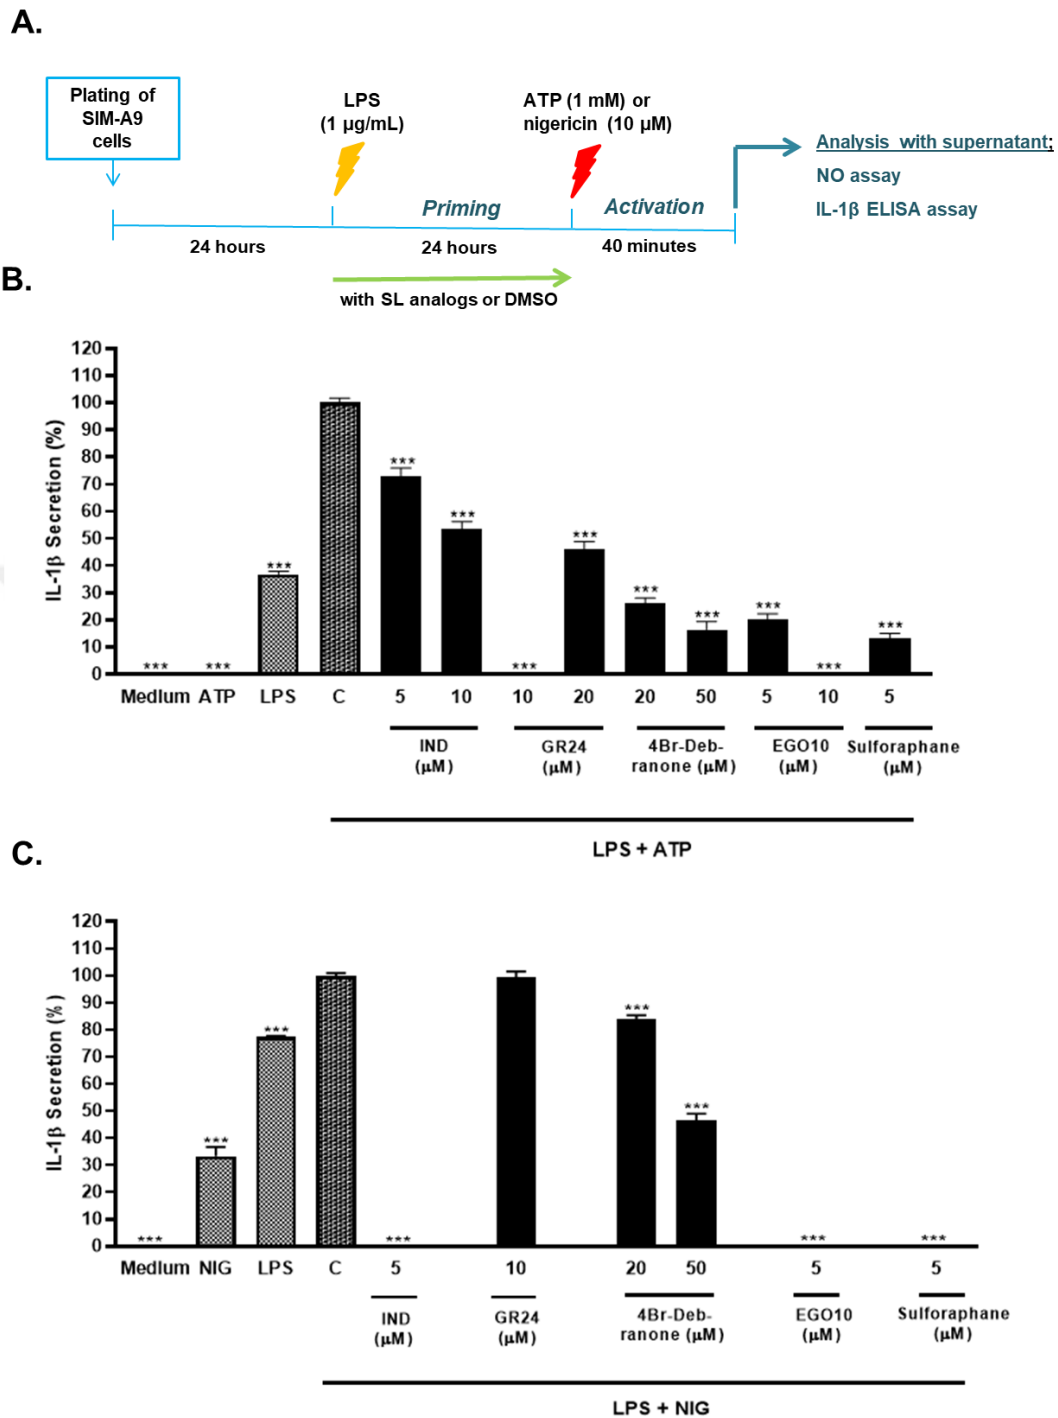 A.
Plating of
SIM-A9
cells
LPS
(1 µg/mL)
ATP (1 mM) or
nigericin (10 µM)
Analysis with supernatant;
NO assay
IL-1β ELISA assay
Priming
Activation
24 hours
24 hours
40 minutes
with SL analogs or DMSO
B.
IL-1β Secretion (%)
120
110
100
90
80
70
60
50
40
30
20
10
0
*** *** *** *** *** *** *** *** *** *** *** ***
Medium ATP LPS C 5 10 10 20 20 50 5 10 5
IND
(µM)
GR24
(µM)
4Br-Deb-
ranone (µM)
EGO10
(µM)
Sulforaphane
(µM)
LPS + ATP
C.
IL-1β Secretion (%)
120
110
100
90
80
70
60
50
40
30
20
10
0
*** *** *** *** *** *** *** ***
Medium NIG LPS C 5 10 20 50 5 5
IND
(µM)
GR24
(µM)
4Br-Deb-
ranone (µM)
EGO10
(µM)
Sulforaphane
(µM)
LPS + NIG